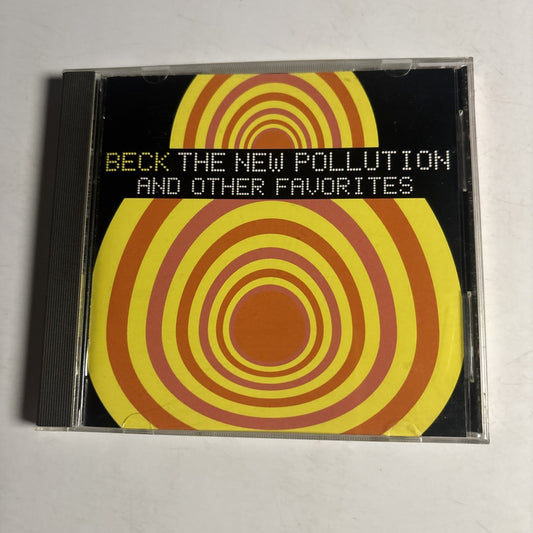 BECK THE NEW POLLUTION
AND OTHER FAVORITES